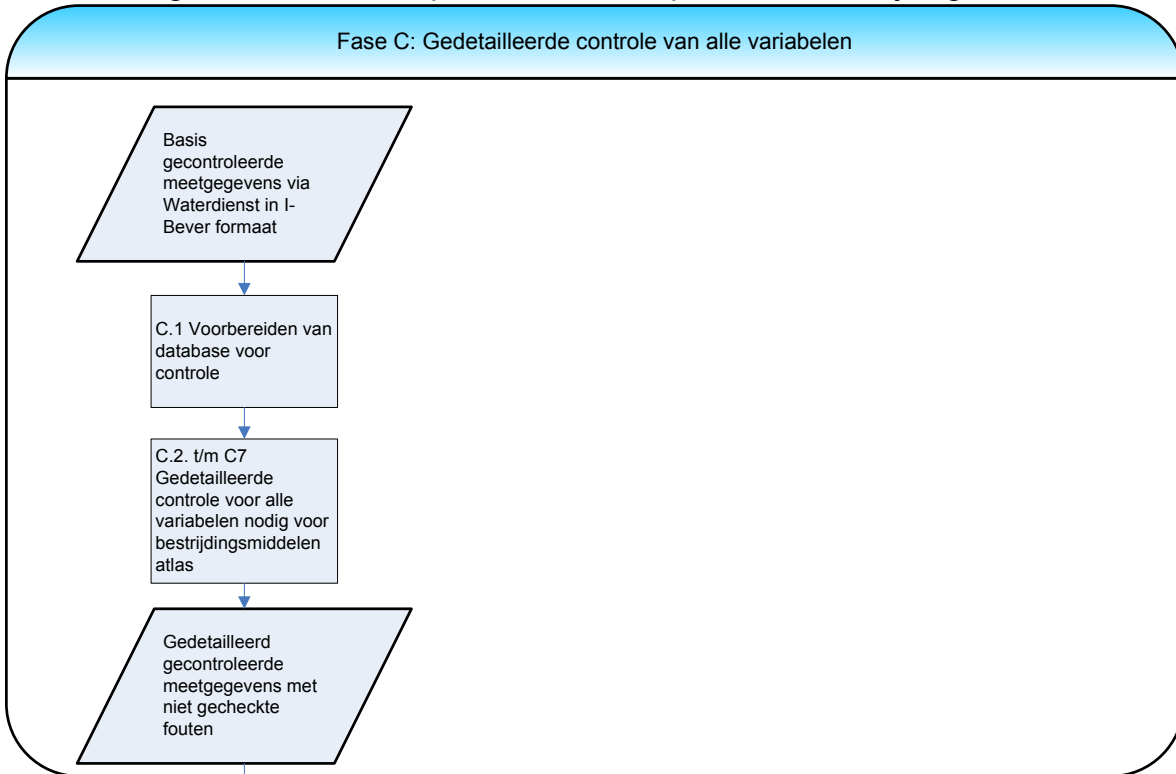 Fase C: Gedetailleerde controle van alle variabelen
Basis
gecontroleerde
meetgegevens via
Waterdienst in I-
Bever formaat
C.1 Voorbereiden van
database voor
controle
C.2. t/m C7
Gedetailleerde
controle voor alle
variabelen nodig voor
bestrijdingsmiddelen
atlas
Gedetailleerd
gecontroleerde
meetgegevens met
niet gecheckte
fouten